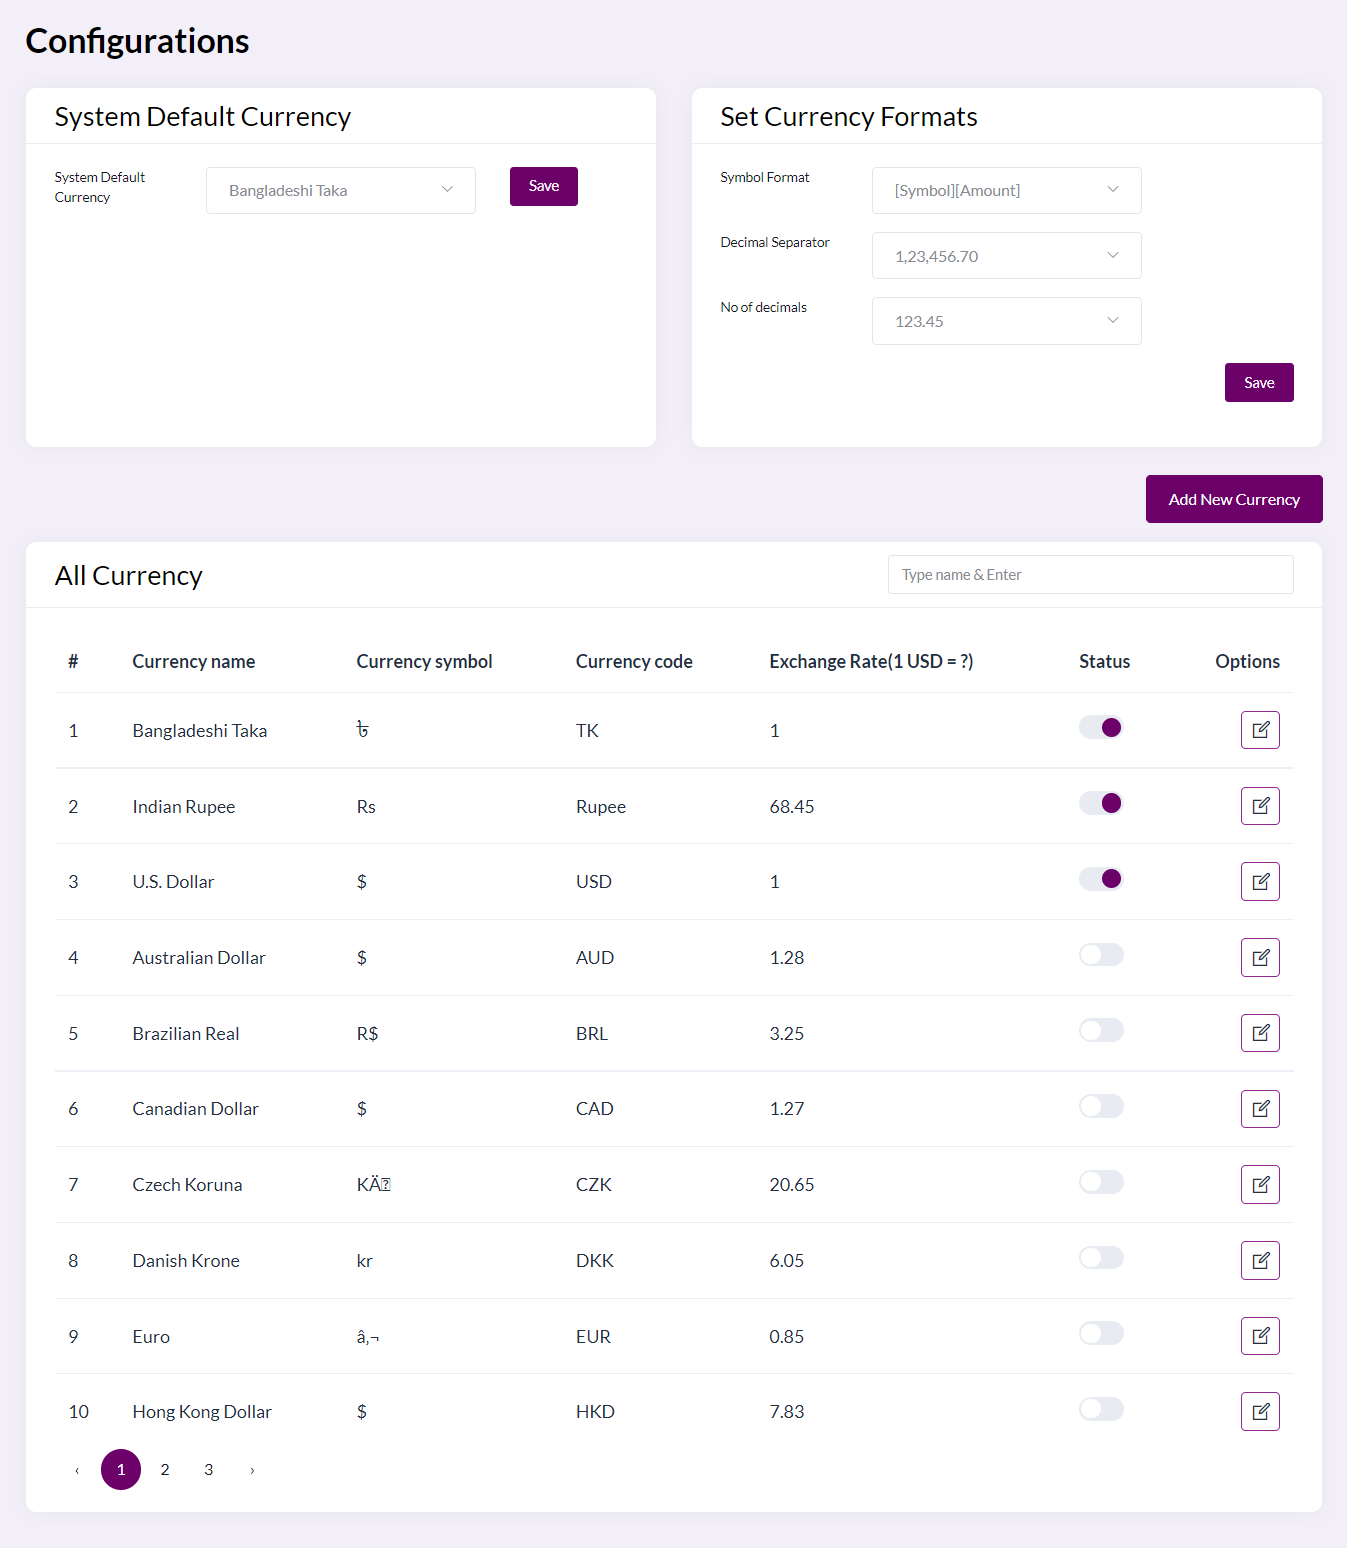 Configurations
System Default Currency
System Default Currency
Bangladeshi Taka
Save
Set Currency Formats
Symbol Format
[Symbol][Amount]
Decimal Separator
1,23,456.70
No of decimals
123.45
Save
Add New Currency
All Currency
Type name & Enter
# Currency name Currency symbol Currency code Exchange Rate(1 USD = ?) Status Options
1 Bangladeshi Taka ৳ TK 1
2 Indian Rupee Rs Rupee 68.45
3 U.S. Dollar $ USD 1
4 Australian Dollar $ AUD 1.28
5 Brazilian Real R$ BRL 3.25
6 Canadian Dollar $ CAD 1.27
7 Czech Koruna KÄ CZK 20.65
8 Danish Krone kr DKK 6.05
9 Euro â‚¬ EUR 0.85
10 Hong Kong Dollar $ HKD 7.83
‹ 1 2 3 ›